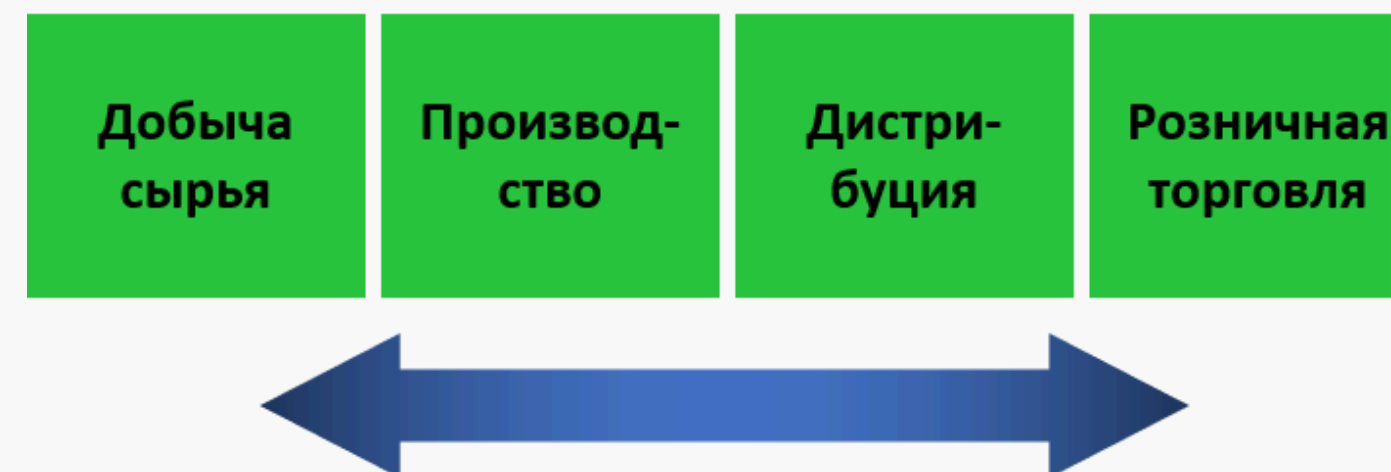 Добыча
сырья
Производ-
ство
Дистри-
буция
Розничная
торговля